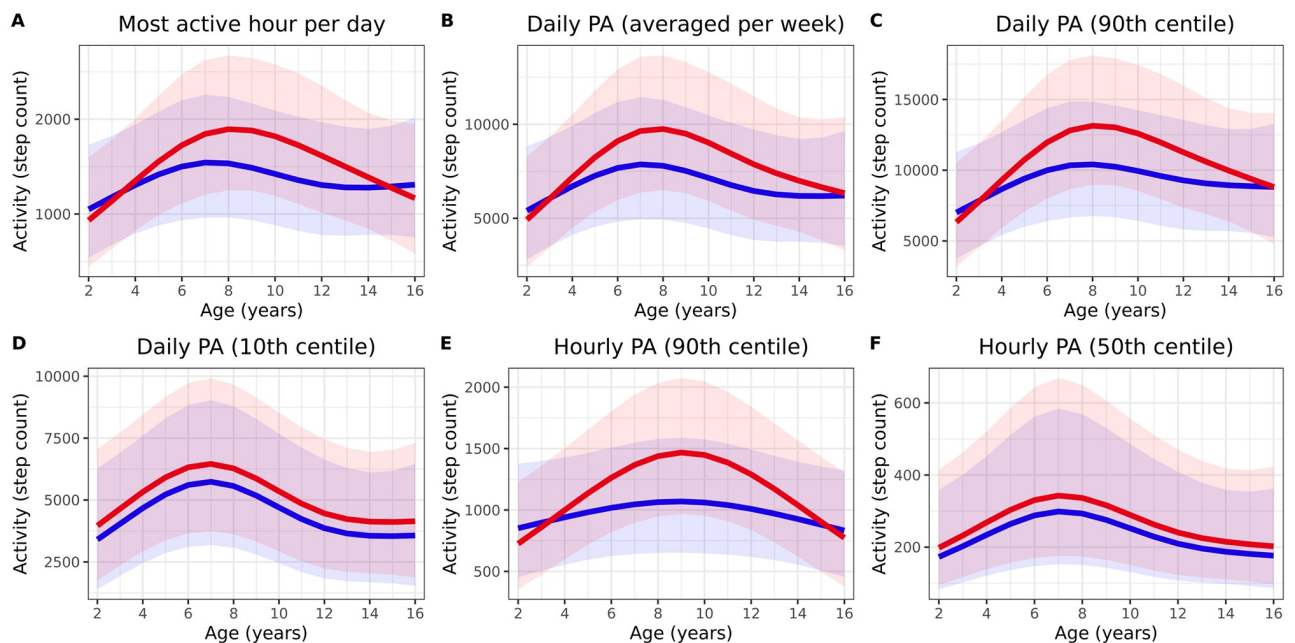 A Most active hour per day
Activity (step count)
2000
1000
2 4 6 8 10 12 14 16
Age (years)
B Daily PA (averaged per week)
Activity (step count)
10000
5000
2 4 6 8 10 12 14 16
Age (years)
C Daily PA (90th centile)
Activity (step count)
15000
10000
5000
2 4 6 8 10 12 14 16
Age (years)
D Daily PA (10th centile)
Activity (step count)
10000
7500
5000
2500
2 4 6 8 10 12 14 16
Age (years)
E Hourly PA (90th centile)
Activity (step count)
2000
1500
1000
500
2 4 6 8 10 12 14 16
Age (years)
F Hourly PA (50th centile)
Activity (step count)
600
400
200
2 4 6 8 10 12 14 16
Age (years)